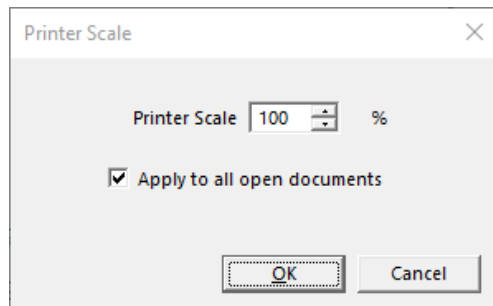 Printer Scale
Printer Scale 100 %
Apply to all open documents
OK Cancel